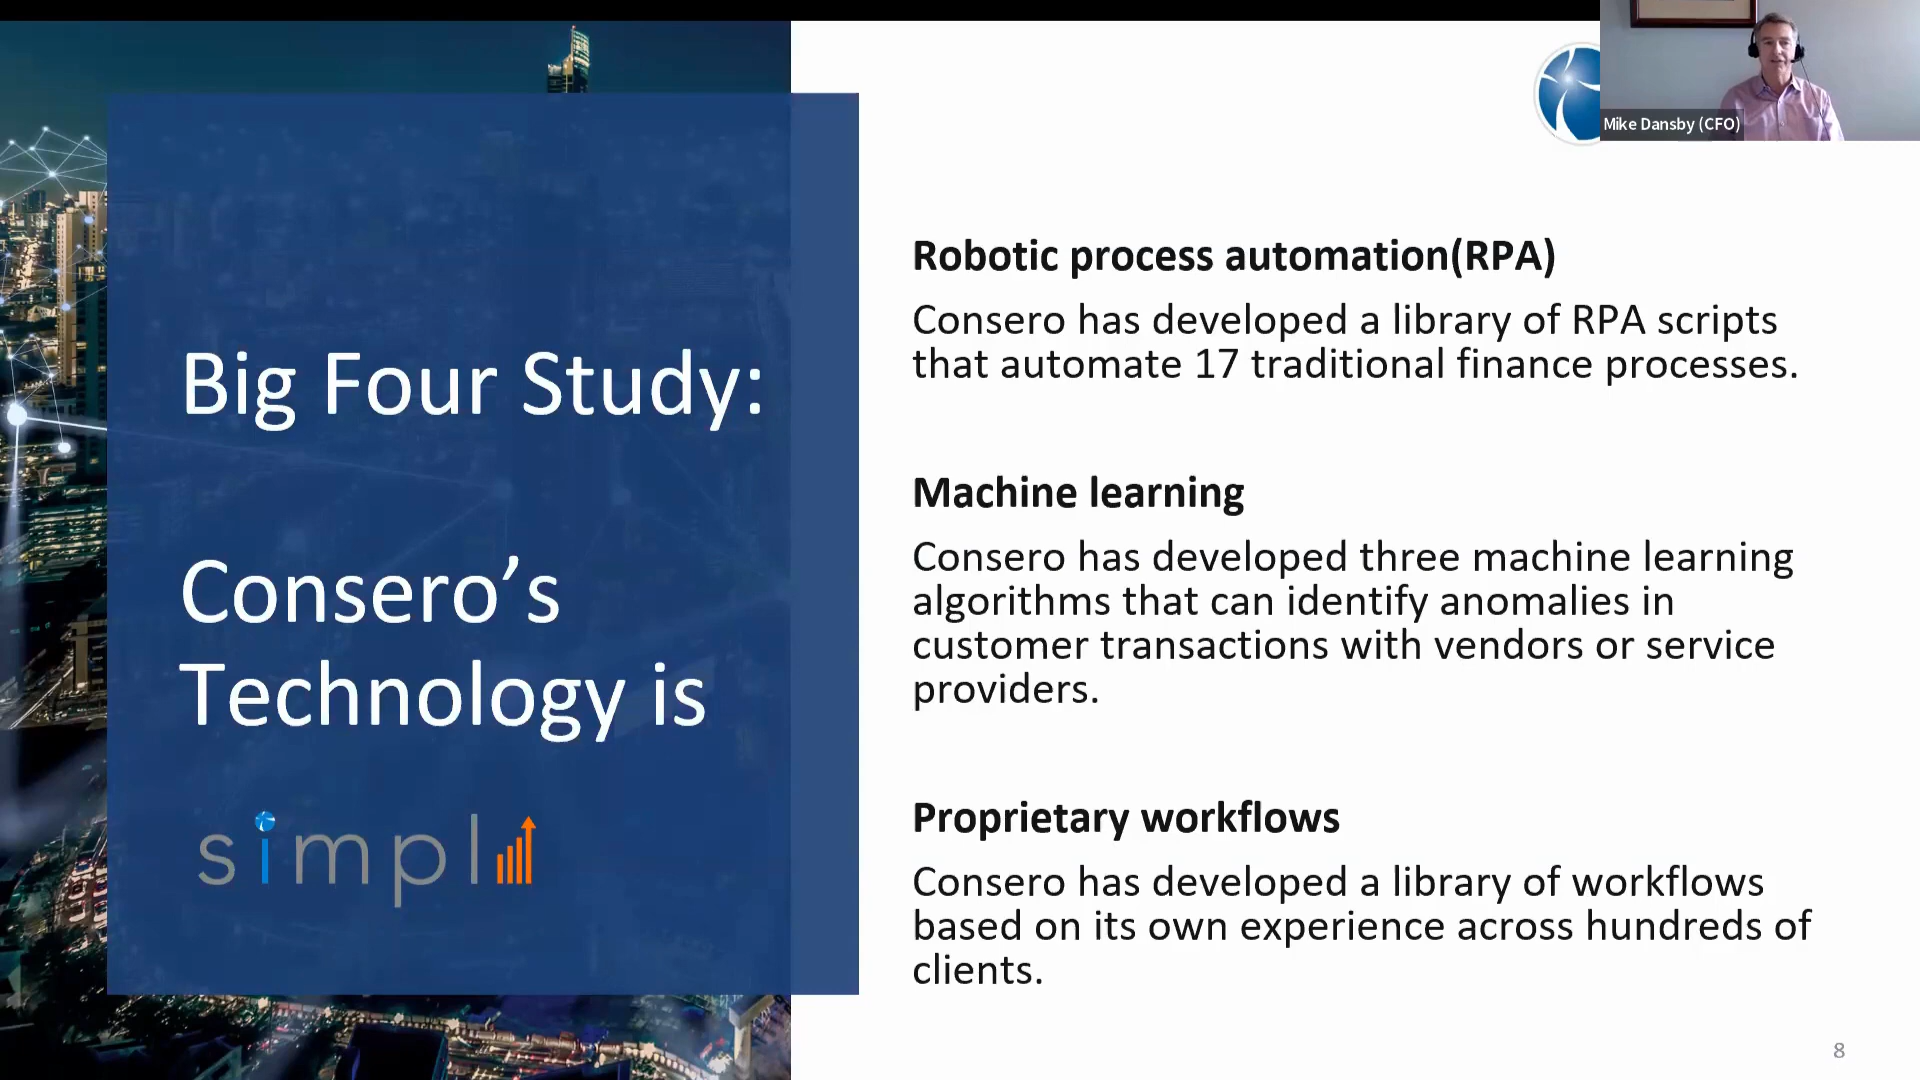 Mike Dansby (CFO)
Big Four Study:
Consero’s
Technology is
simpl
Robotic process automation(RPA)
Consero has developed a library of RPA scripts
that automate 17 traditional finance processes.
Machine learning
Consero has developed three machine learning
algorithms that can identify anomalies in
customer transactions with vendors or service
providers.
Proprietary workflows
Consero has developed a library of workflows
based on its own experience across hundreds of
clients.
8